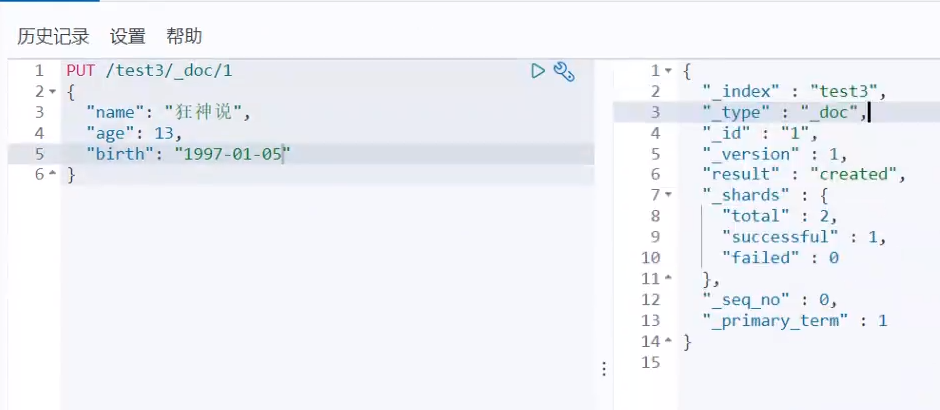 历史记录 设置 帮助
1 PUT /test3/_doc/1
2 {
3 "name": "狂神说",
4 "age": 13,
5 "birth": "1997-01-05"
6 }
1 {
2 "_index" : "test3",
3 "_type" : "_doc",
4 "_id" : "1",
5 "_version" : 1,
6 "result" : "created",
7 "_shards" : {
8 "total" : 2,
9 "successful" : 1,
10 "failed" : 0
11 },
12 "_seq_no" : 0,
13 "_primary_term" : 1
14 }
15